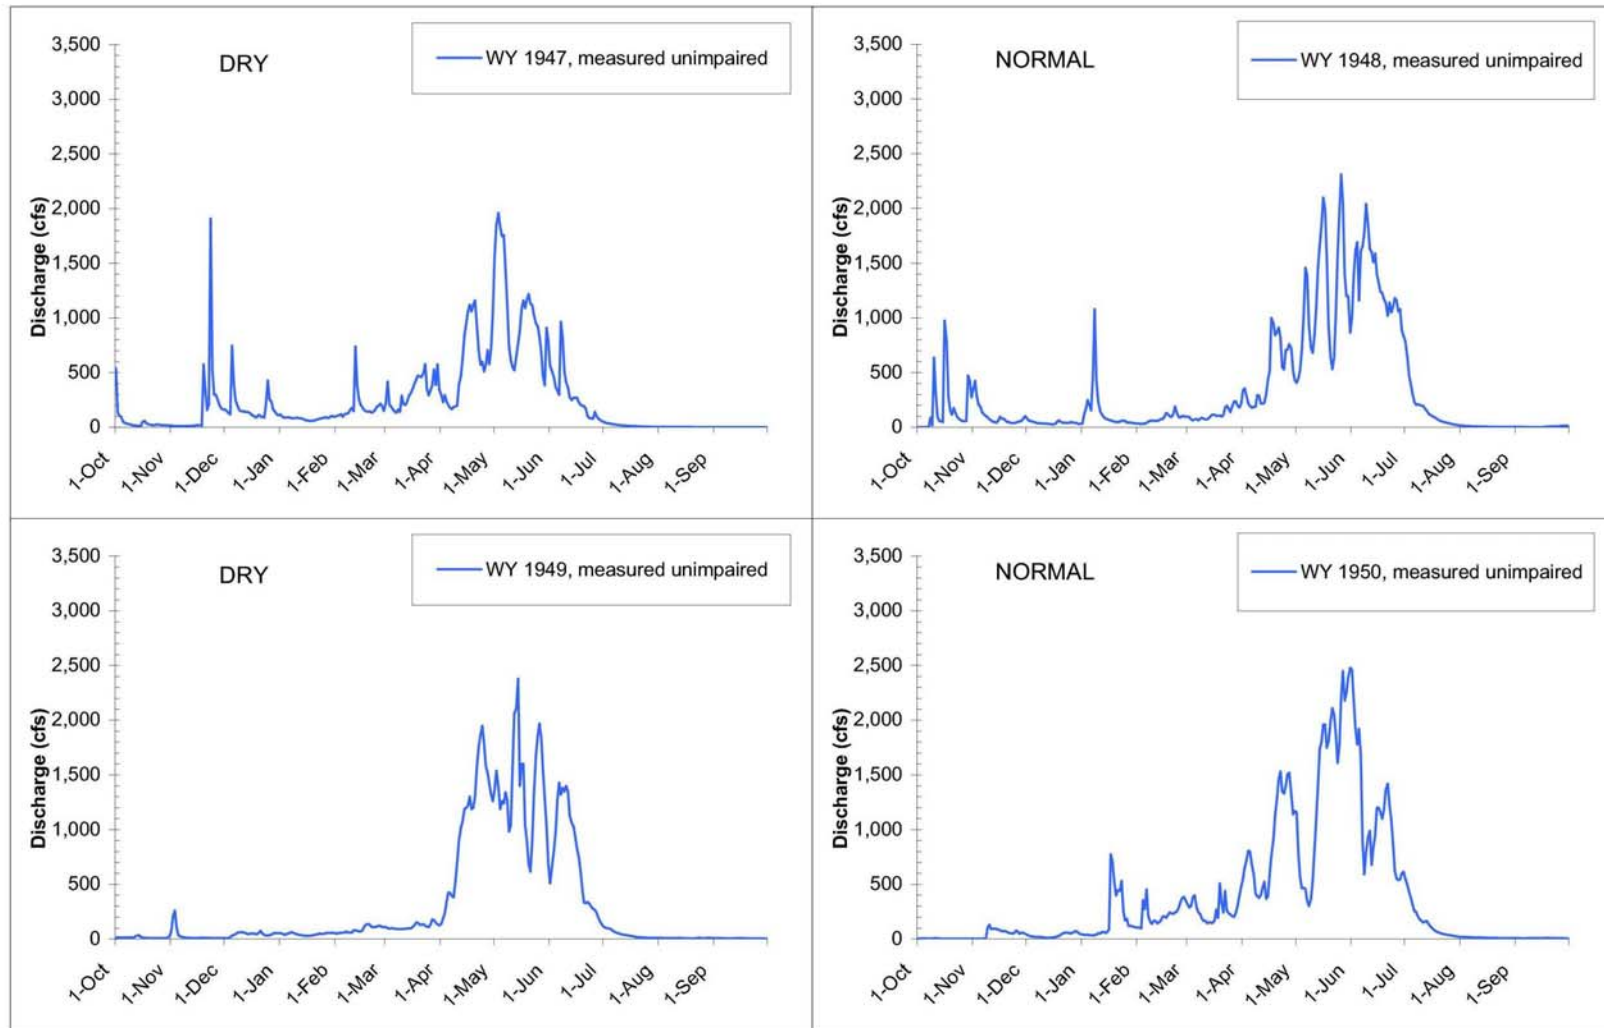 DRY
WY 1947, measured unimpaired
3,500
3,000
2,500
2,000
1,500
1,000
500
0
Discharge (cfs)
1-Oct
1-Nov
1-Dec
1-Jan
1-Feb
1-Mar
1-Apr
1-May
1-Jun
1-Jul
1-Aug
1-Sep
NORMAL
WY 1948, measured unimpaired
3,500
3,000
2,500
2,000
1,500
1,000
500
0
Discharge (cfs)
1-Oct
1-Nov
1-Dec
1-Jan
1-Feb
1-Mar
1-Apr
1-May
1-Jun
1-Jul
1-Aug
1-Sep
DRY
WY 1949, measured unimpaired
3,500
3,000
2,500
2,000
1,500
1,000
500
0
Discharge (cfs)
1-Oct
1-Nov
1-Dec
1-Jan
1-Feb
1-Mar
1-Apr
1-May
1-Jun
1-Jul
1-Aug
1-Sep
NORMAL
WY 1950, measured unimpaired
3,500
3,000
2,500
2,000
1,500
1,000
500
0
Discharge (cfs)
1-Oct
1-Nov
1-Dec
1-Jan
1-Feb
1-Mar
1-Apr
1-May
1-Jun
1-Jul
1-Aug
1-Sep